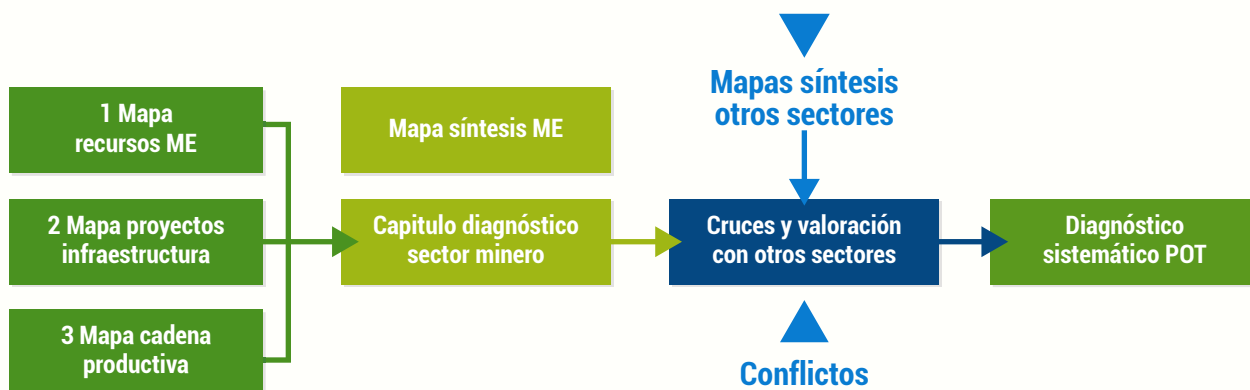 1 Mapa
recursos ME
2 Mapa proyectos
infraestructura
3 Mapa cadena
productiva
Mapa síntesis ME
Capitulo diagnóstico
sector minero
Mapas síntesis
otros sectores
Cruces y valoración
con otros sectores
Conflictos
Diagnóstico
sistemático POT